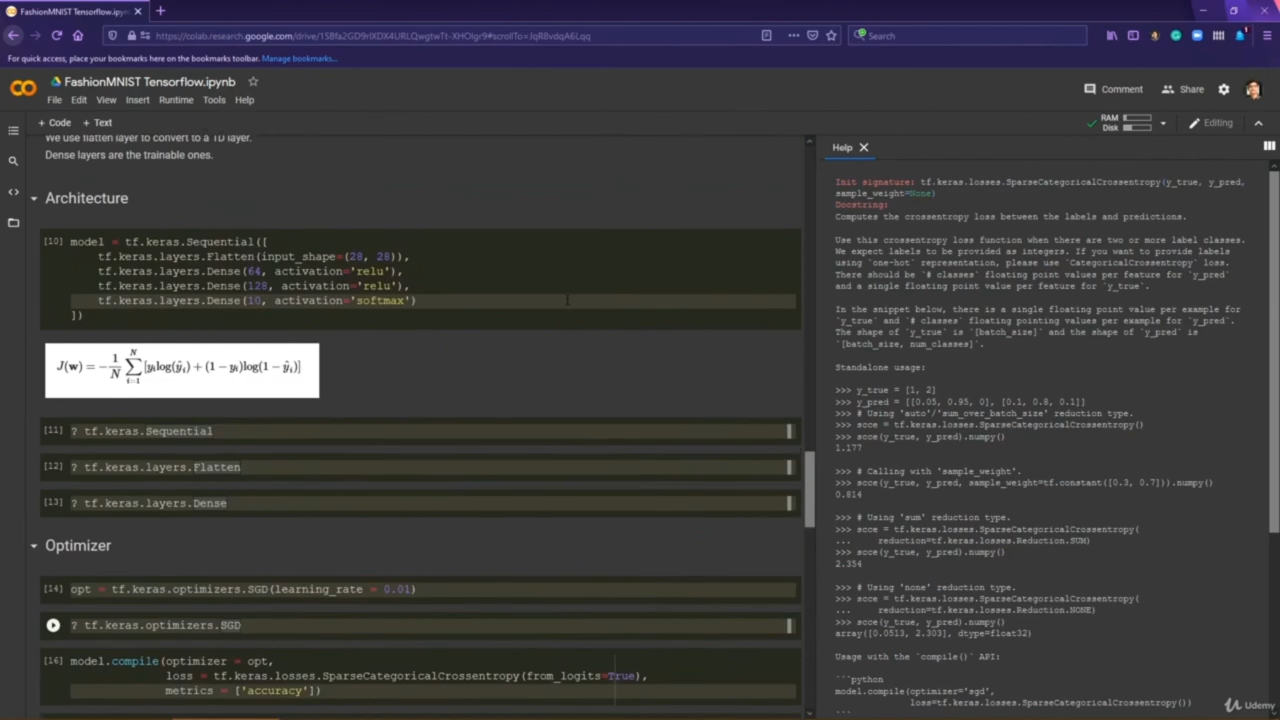 FashionMNIST Tensorflow.ipynb
https://colab.research.google.com/drive/
Search
For quick access, place your bookmarks here on the bookmarks toolbar. Manage bookmarks...
FashionMNIST Tensorflow.ipynb
File Edit View Insert Runtime Tools Help
Comment
Share
+ Code + Text
RAM
Disk
Editing
We use flatten layer to convert to a 1D layer.
Dense layers are the trainable ones.
Architecture
[10] model = tf.keras.Sequential([
tf.keras.layers.Flatten(input_shape=(28, 28)),
tf.keras.layers.Dense(64, activation='relu'),
tf.keras.layers.Dense(128, activation='relu'),
tf.keras.layers.Dense(10, activation='softmax')
])
J(w) = −1/N ∑ᵢ₌₁ᴺ [yᵢlog(ŷᵢ) + (1 − yᵢ)log(1 − ŷᵢ)]
[11] ? tf.keras.Sequential
[12] ? tf.keras.layers.Flatten
[13] ? tf.keras.layers.Dense
Optimizer
[14] opt = tf.keras.optimizers.SGD(learning_rate = 0.01)
? tf.keras.optimizers.SGD
[16] model.compile(optimizer = opt,
loss = tf.keras.losses.SparseCategoricalCrossentropy(from_logits=True),
metrics = ['accuracy'])
Help
Init signature: tf.keras.losses.SparseCategoricalCrossentropy(y_true, y_pred,
sample_weight=None)
Docstring:
Computes the crossentropy loss between the labels and predictions.
Use this crossentropy loss function when there are two or more label classes.
We expect labels to be provided as integers. If you want to provide labels
using `one-hot` representation, please use `CategoricalCrossentropy` loss.
There should be `# classes` floating point values per feature for `y_pred`
and a single floating point value per feature for `y_true`.
In the snippet below, there is a single floating point value per example for
`y_true` and `# classes` floating pointing values per example for `y_pred`.
The shape of `y_true` is `[batch_size]` and the shape of `y_pred` is
`[batch_size, num_classes]`.
Standalone usage:
>>> y_true = [1, 2]
>>> y_pred = [[0.05, 0.95, 0], [0.1, 0.8, 0.1]]
>>> # Using 'auto'/'sum_over_batch_size' reduction type.
>>> scce = tf.keras.losses.SparseCategoricalCrossentropy()
>>> scce(y_true, y_pred).numpy()
1.177
>>> # Calling with 'sample_weight'.
>>> scce(y_true, y_pred, sample_weight=tf.constant([0.3, 0.7])).numpy()
0.814
>>> # Using 'sum' reduction type.
>>> scce = tf.keras.losses.SparseCategoricalCrossentropy(
... reduction=tf.keras.losses.Reduction.SUM)
>>> scce(y_true, y_pred).numpy()
2.354
>>> # Using 'none' reduction type.
>>> scce = tf.keras.losses.SparseCategoricalCrossentropy(
... reduction=tf.keras.losses.Reduction.NONE)
>>> scce(y_true, y_pred).numpy()
array([0.0513, 2.303], dtype=float32)
Usage with the `compile()` API:
```python
model.compile(optimizer='sgd',
loss=tf.keras.losses.SparseCategoricalCrossentropy())
```
Udemy